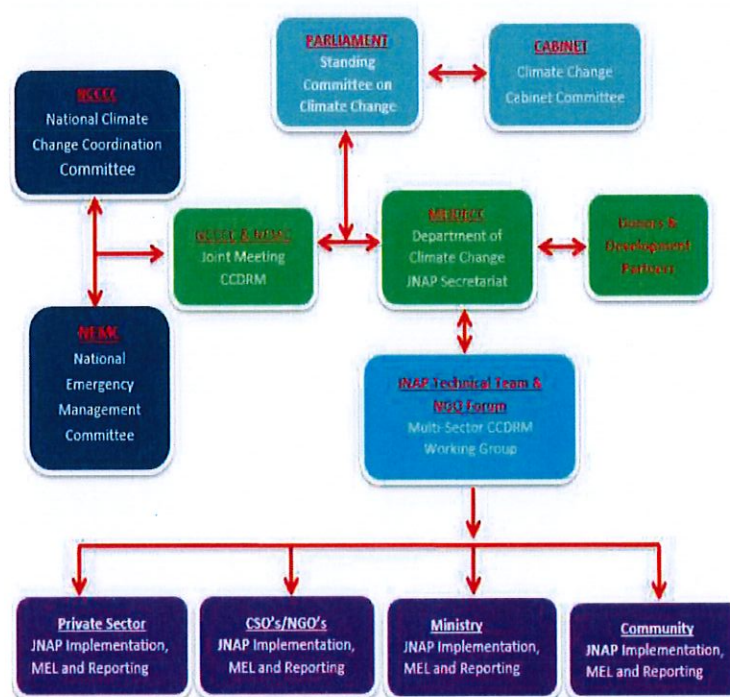 PARLIAMENT
Standing
Committee on
Climate Change
CABINET
Climate Change
Cabinet Committee
NCCCC
National Climate
Change Coordination
Committee
NCCCC & NEMC
Joint Meeting
CCDRM
Department of
Climate Change
JNAP Secretariat
Donors &
Development
Partners
NEMC
National
Emergency
Management
Committee
JNAP Technical Team &
NGO Forum
Multi-Sector CCDRM
Working Group
Private Sector
JNAP Implementation,
MEL and Reporting
CSO's/NGO's
JNAP Implementation,
MEL and Reporting
Ministry
JNAP Implementation,
MEL and Reporting
Community
JNAP Implementation,
MEL and Reporting